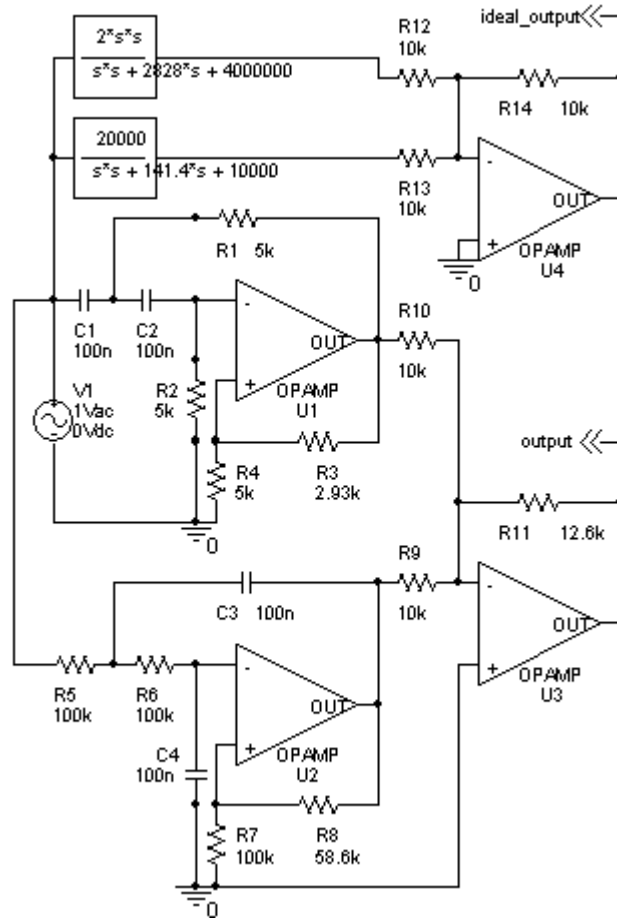 ideal_output
2*s*s
s*s + 2828*s + 4000000
R12
10k
R14 10k
20000
s*s + 141.4*s + 10000
R13
10k
-
+
OUT
OPAMP
U4
0
R1 5k
C1
100n
C2
100n
R2
5k
-
+
OUT
OPAMP
U1
R10
10k
V1
1Vac
0Vdc
R4
5k
R3
2.93k
0
output
R11 12.6k
C3 100n
R9
10k
-
+
OUT
OPAMP
U3
R5
100k
R6
100k
C4
100n
-
+
OUT
OPAMP
U2
R7
100k
R8
58.6k
0